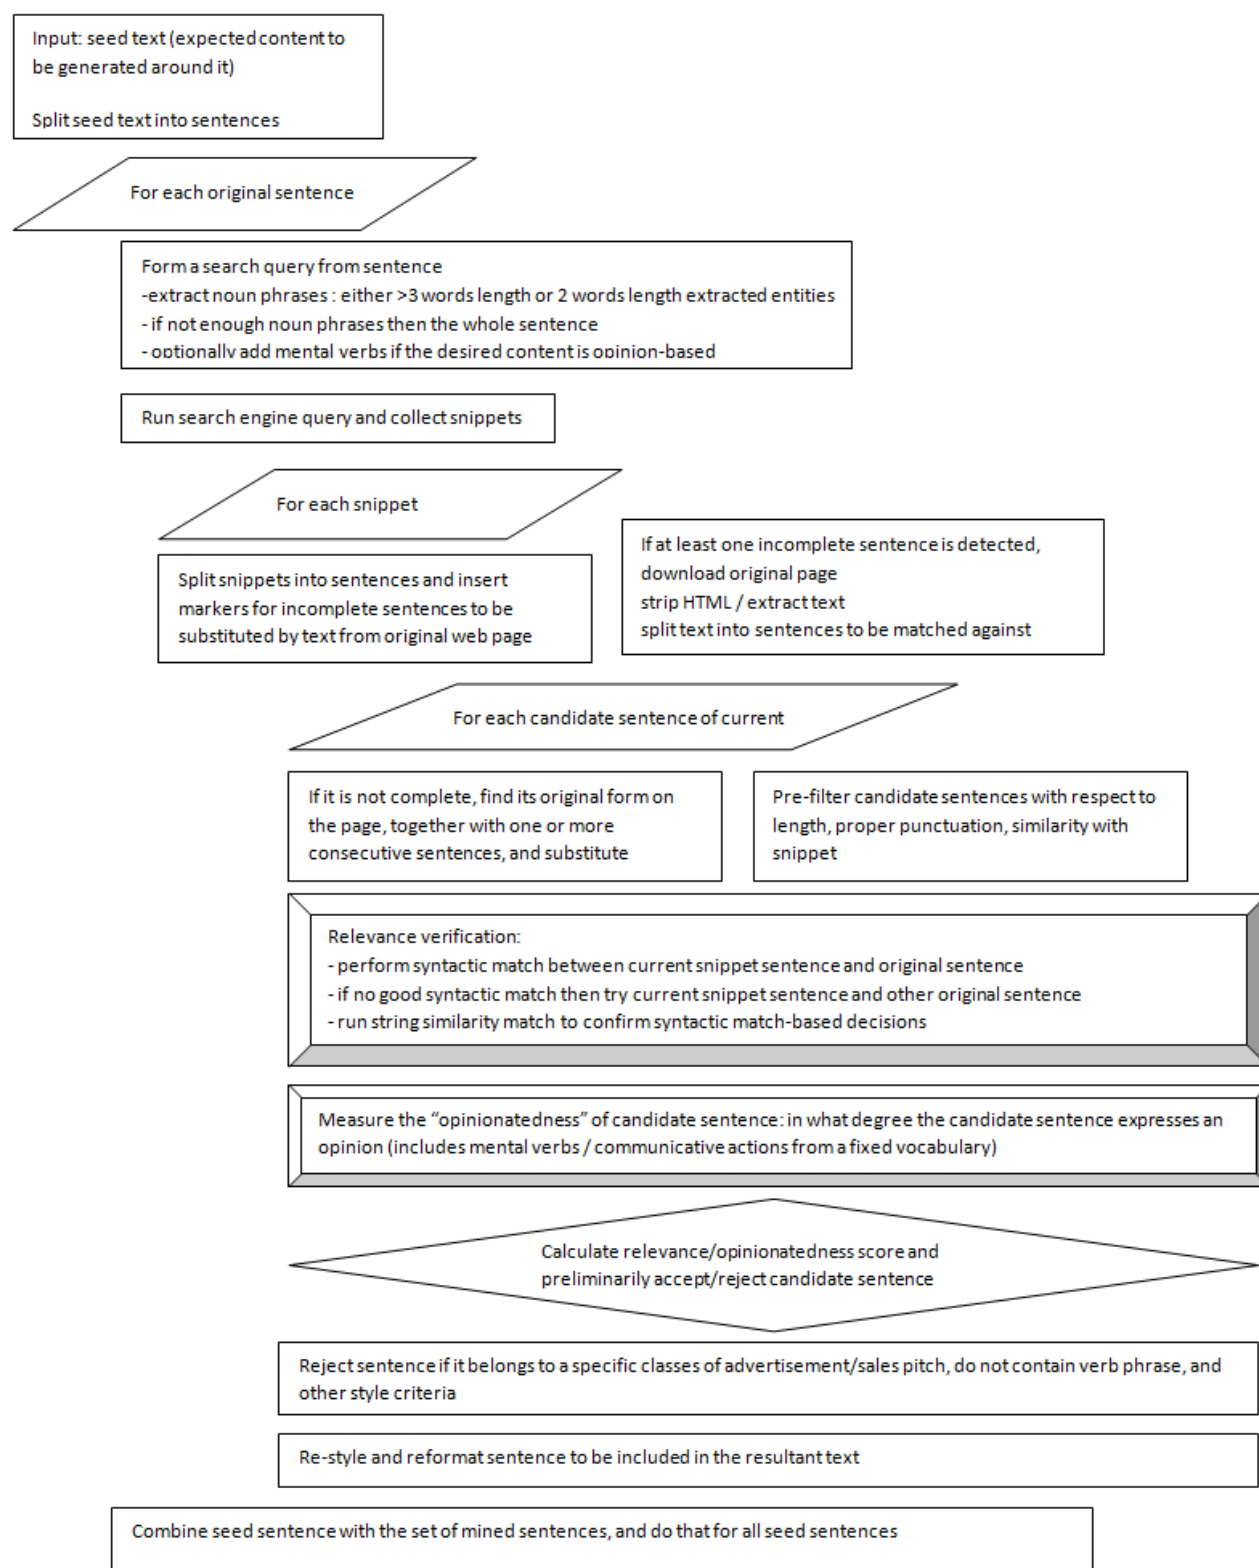 Input: seed text (expected content to
be generated around it)
Split seed text into sentences
For each original sentence
Form a search query from sentence
-extract noun phrases : either >3 words length or 2 words length extracted entities
- if not enough noun phrases then the whole sentence
- optionally add mental verbs if the desired content is opinion-based
Run search engine query and collect snippets
For each snippet
Split snippets into sentences and insert
markers for incomplete sentences to be
substituted by text from original web page
If at least one incomplete sentence is detected,
download original page
strip HTML / extract text
split text into sentences to be matched against
For each candidate sentence of current
If it is not complete, find its original form on
the page, together with one or more
consecutive sentences, and substitute
Pre-filter candidate sentences with respect to
length, proper punctuation, similarity with
snippet
Relevance verification:
- perform syntactic match between current snippet sentence and original sentence
- if no good syntactic match then try current snippet sentence and other original sentence
- run string similarity match to confirm syntactic match-based decisions
Measure the “opinionatedness” of candidate sentence: in what degree the candidate sentence expresses an
opinion (includes mental verbs / communicative actions from a fixed vocabulary)
Calculate relevance/opinionatedness score and
preliminarily accept/reject candidate sentence
Reject sentence if it belongs to a specific classes of advertisement/sales pitch, do not contain verb phrase, and
other style criteria
Re-style and reformat sentence to be included in the resultant text
Combine seed sentence with the set of mined sentences, and do that for all seed sentences